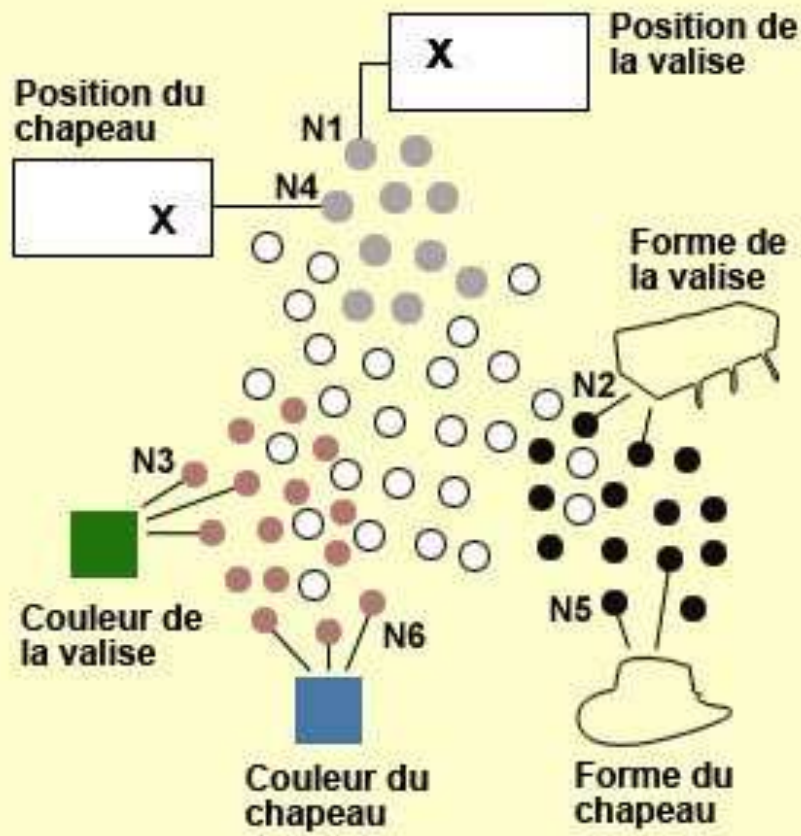 Position de
la valise
X
Position du
chapeau
N1
N4
X
Forme de
la valise
N2
N3
Couleur de
la valise
N5
N6
Couleur du
chapeau
Forme du
chapeau